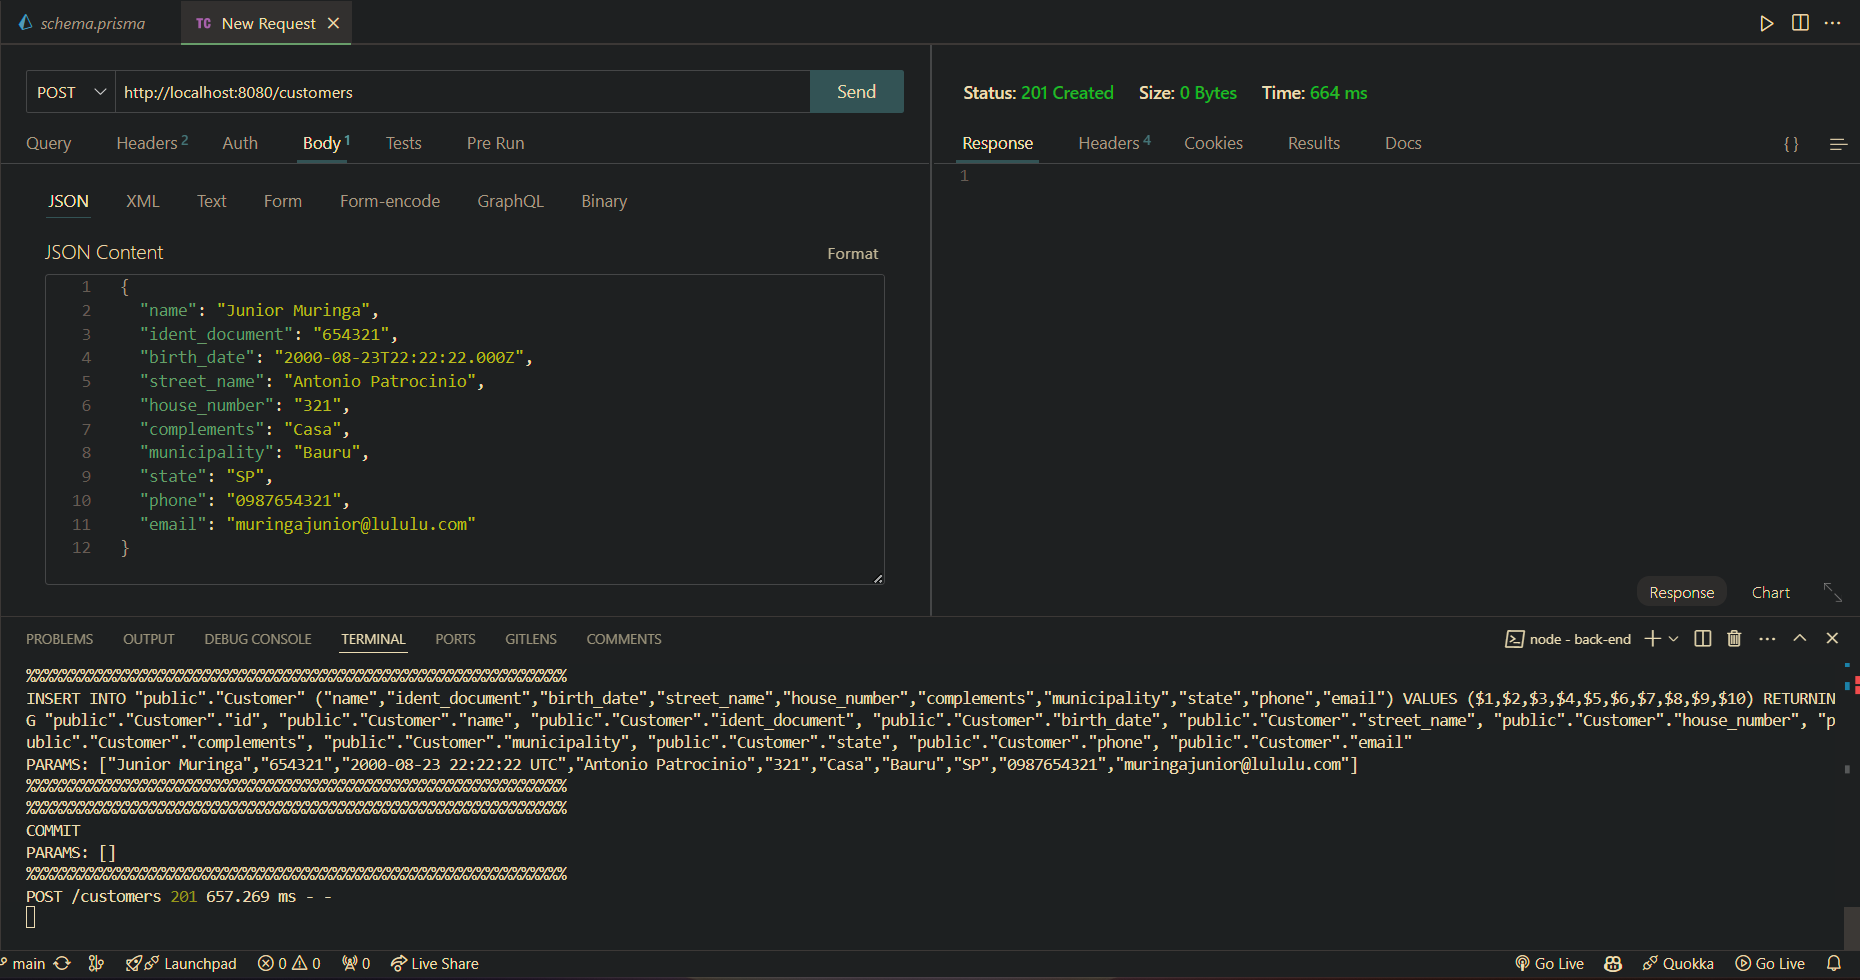 schema.prisma
TC New Request
POST http://localhost:8080/customers Send
Query Headers 2 Auth Body 1 Tests Pre Run
JSON XML Text Form Form-encode GraphQL Binary
JSON Content Format
1 {
2 "name": "Junior Muringa",
3 "ident_document": "654321",
4 "birth_date": "2000-08-23T22:22:22.000Z",
5 "street_name": "Antonio Patrocinio",
6 "house_number": "321",
7 "complements": "Casa",
8 "municipality": "Bauru",
9 "state": "SP",
10 "phone": "0987654321",
11 "email": "muringajunior@lululu.com"
12 }
Status: 201 Created Size: 0 Bytes Time: 664 ms
Response Headers 4 Cookies Results Docs {}
1
Response Chart
PROBLEMS OUTPUT DEBUG CONSOLE TERMINAL PORTS GITLENS COMMENTS node - back-end
%%%%%%%%%%%%%%%%%%%%%%%%%%%%%%%%%%%%%%%%%%%%%%%%%%%%%%%%%%%%
INSERT INTO "public"."Customer" ("name","ident_document","birth_date","street_name","house_number","complements","municipality","state","phone","email") VALUES ($1,$2,$3,$4,$5,$6,$7,$8,$9,$10) RETURNIN
G "public"."Customer"."id", "public"."Customer"."name", "public"."Customer"."ident_document", "public"."Customer"."birth_date", "public"."Customer"."street_name", "public"."Customer"."house_number", "p
ublic"."Customer"."complements", "public"."Customer"."municipality", "public"."Customer"."state", "public"."Customer"."phone", "public"."Customer"."email"
PARAMS: ["Junior Muringa","654321","2000-08-23 22:22:22 UTC","Antonio Patrocinio","321","Casa","Bauru","SP","0987654321","muringajunior@lululu.com"]
%%%%%%%%%%%%%%%%%%%%%%%%%%%%%%%%%%%%%%%%%%%%%%%%%%%%%%%%%%%%
%%%%%%%%%%%%%%%%%%%%%%%%%%%%%%%%%%%%%%%%%%%%%%%%%%%%%%%%%%%%
COMMIT
PARAMS: []
%%%%%%%%%%%%%%%%%%%%%%%%%%%%%%%%%%%%%%%%%%%%%%%%%%%%%%%%%%%%
POST /customers 201 657.269 ms - -
main Launchpad 0 0 0 Live Share Go Live Quokka Go Live